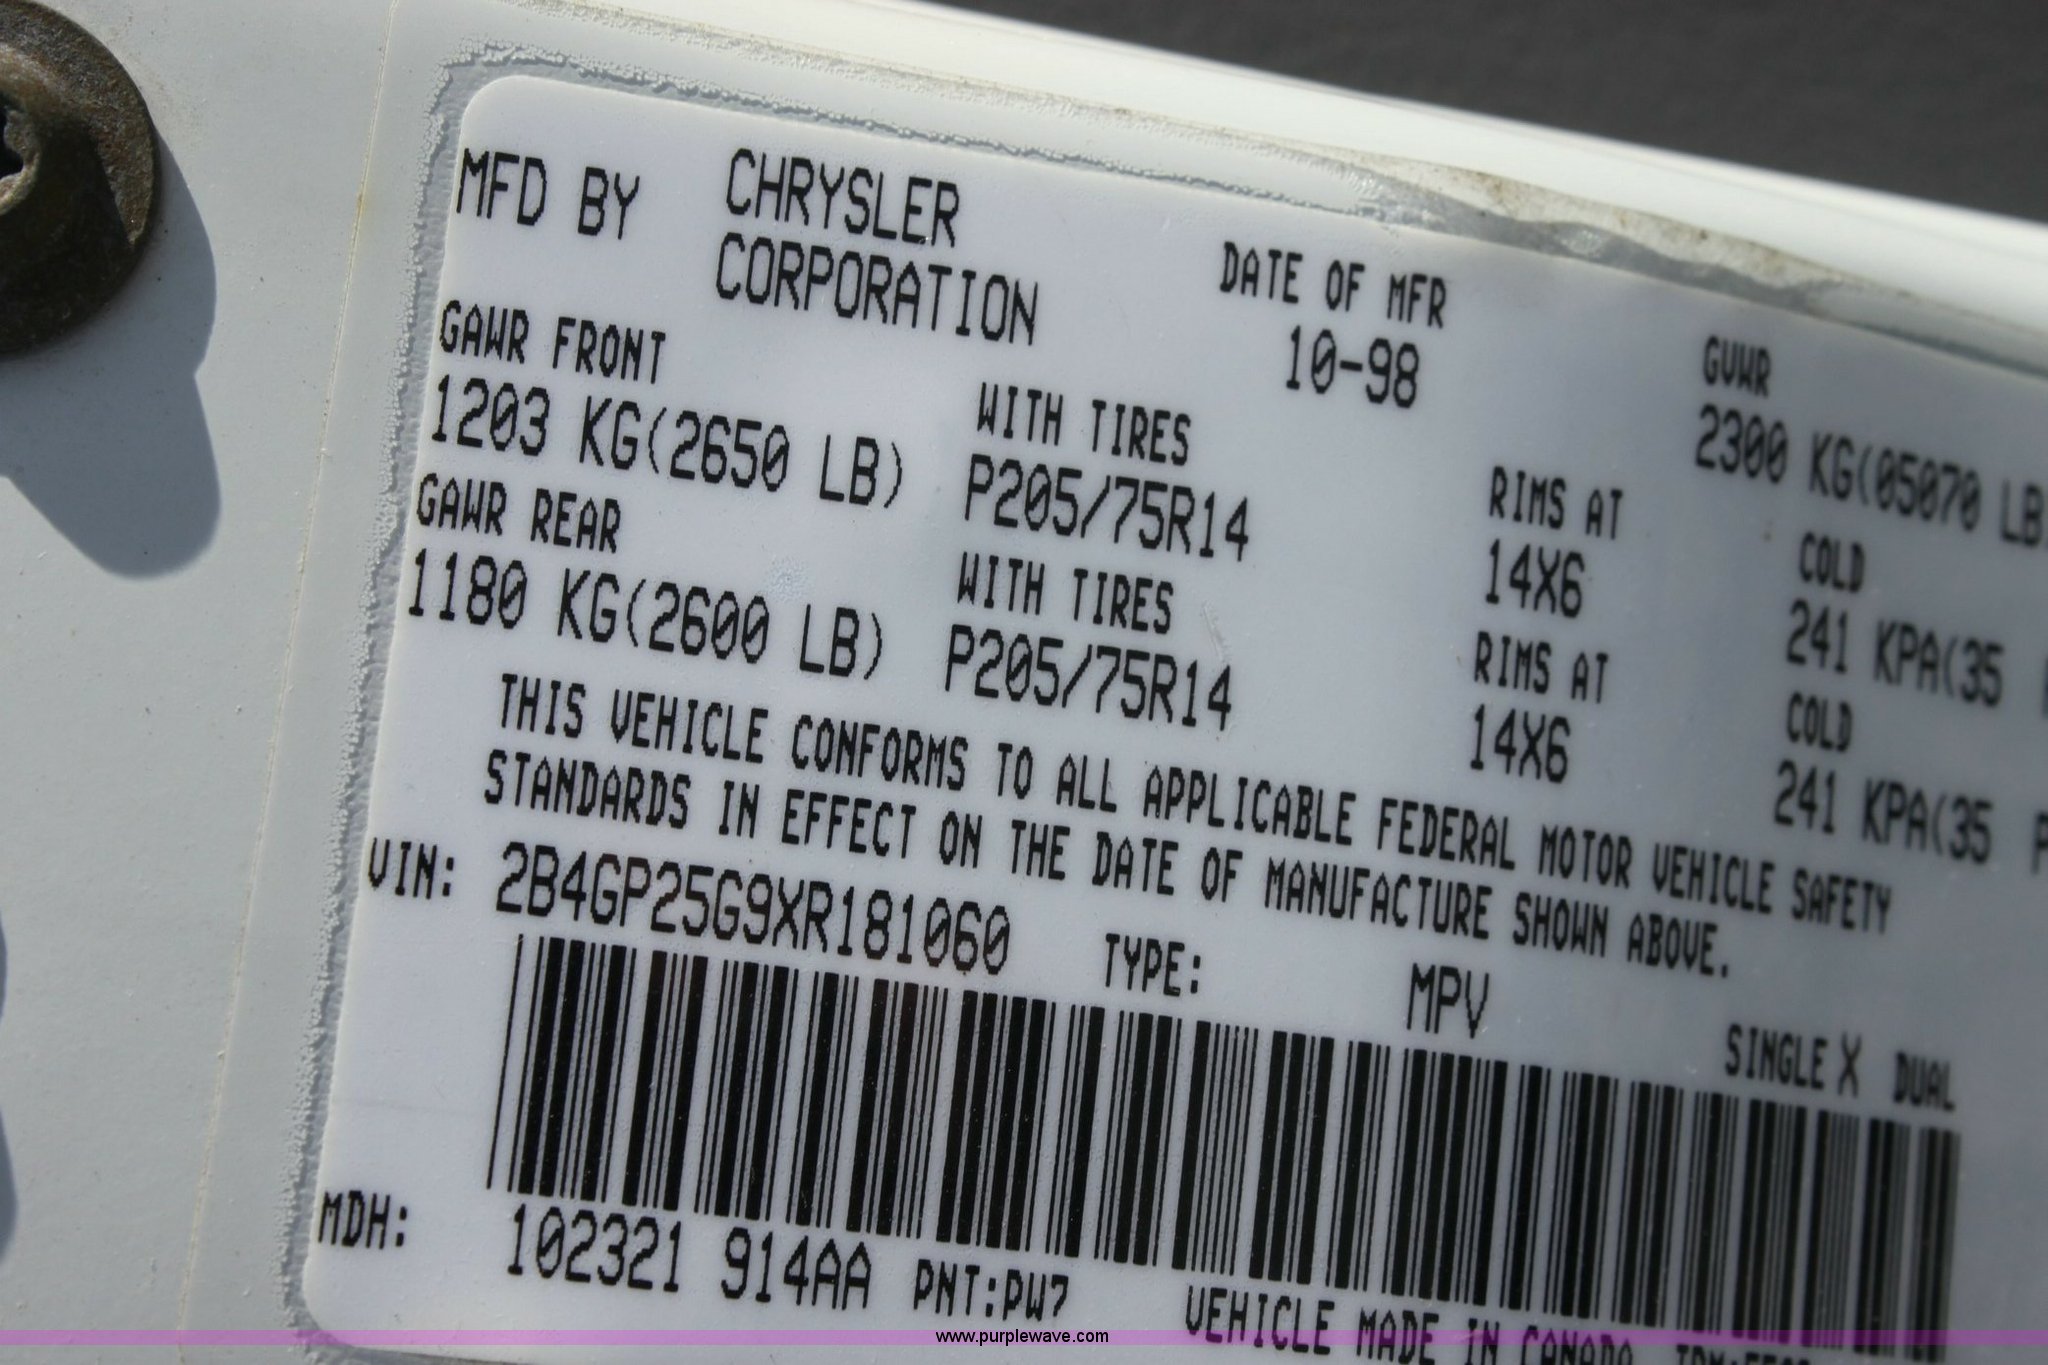 MFD BY CHRYSLER
CORPORATION
DATE OF MFR
10-98
GVWR
2300 KG(05070 LB
GAWR FRONT WITH TIRES RIMS AT COLD
1203 KG(2650 LB) P205/75R14 14X6 241 KPA(35
GAWR REAR WITH TIRES RIMS AT COLD
1180 KG(2600 LB) P205/75R14 14X6 241 KPA(35 P
THIS VEHICLE CONFORMS TO ALL APPLICABLE FEDERAL MOTOR VEHICLE SAFETY
STANDARDS IN EFFECT ON THE DATE OF MANUFACTURE SHOWN ABOVE.
VIN: 2B4GP25G9XR181060 TYPE: MPV SINGLE X DUAL
MDH: 102321 914AA PNT:PW7 VEHICLE MADE IN CANADA
www.purplewave.com